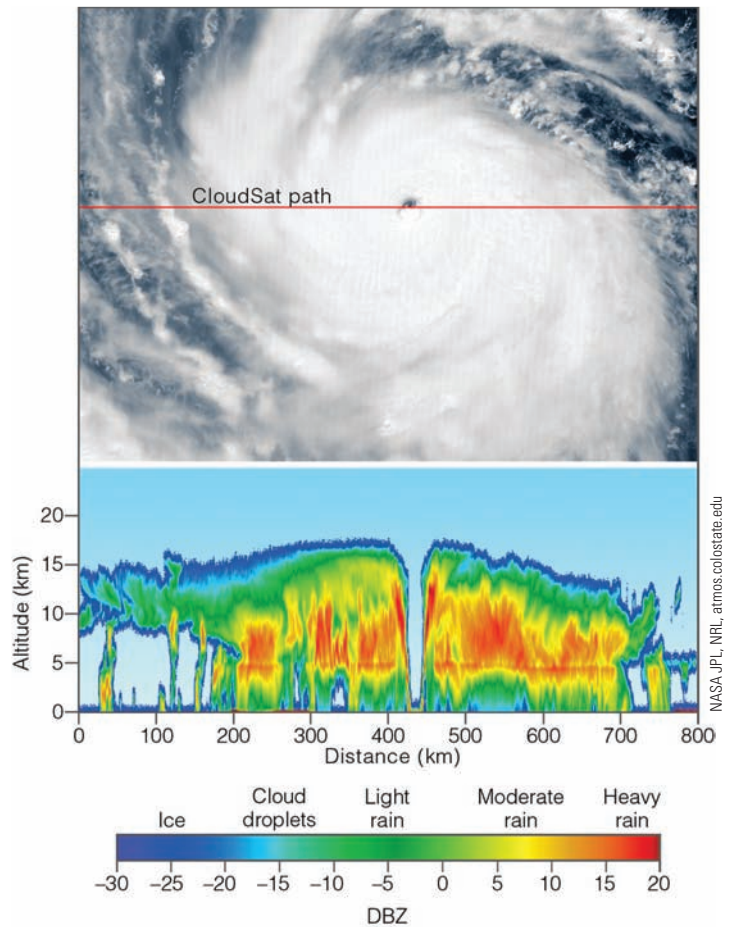 CloudSat path
20
15
10
5
0
Altitude (km)
0 100 200 300 400 500 600 700 800
Distance (km)
NASA JPL, NRL, atmos.colostate.edu
Ice
Cloud
droplets
Light
rain
Moderate
rain
Heavy
rain
–30 –25 –20 –15 –10 –5 0 5 10 15 20
DBZ